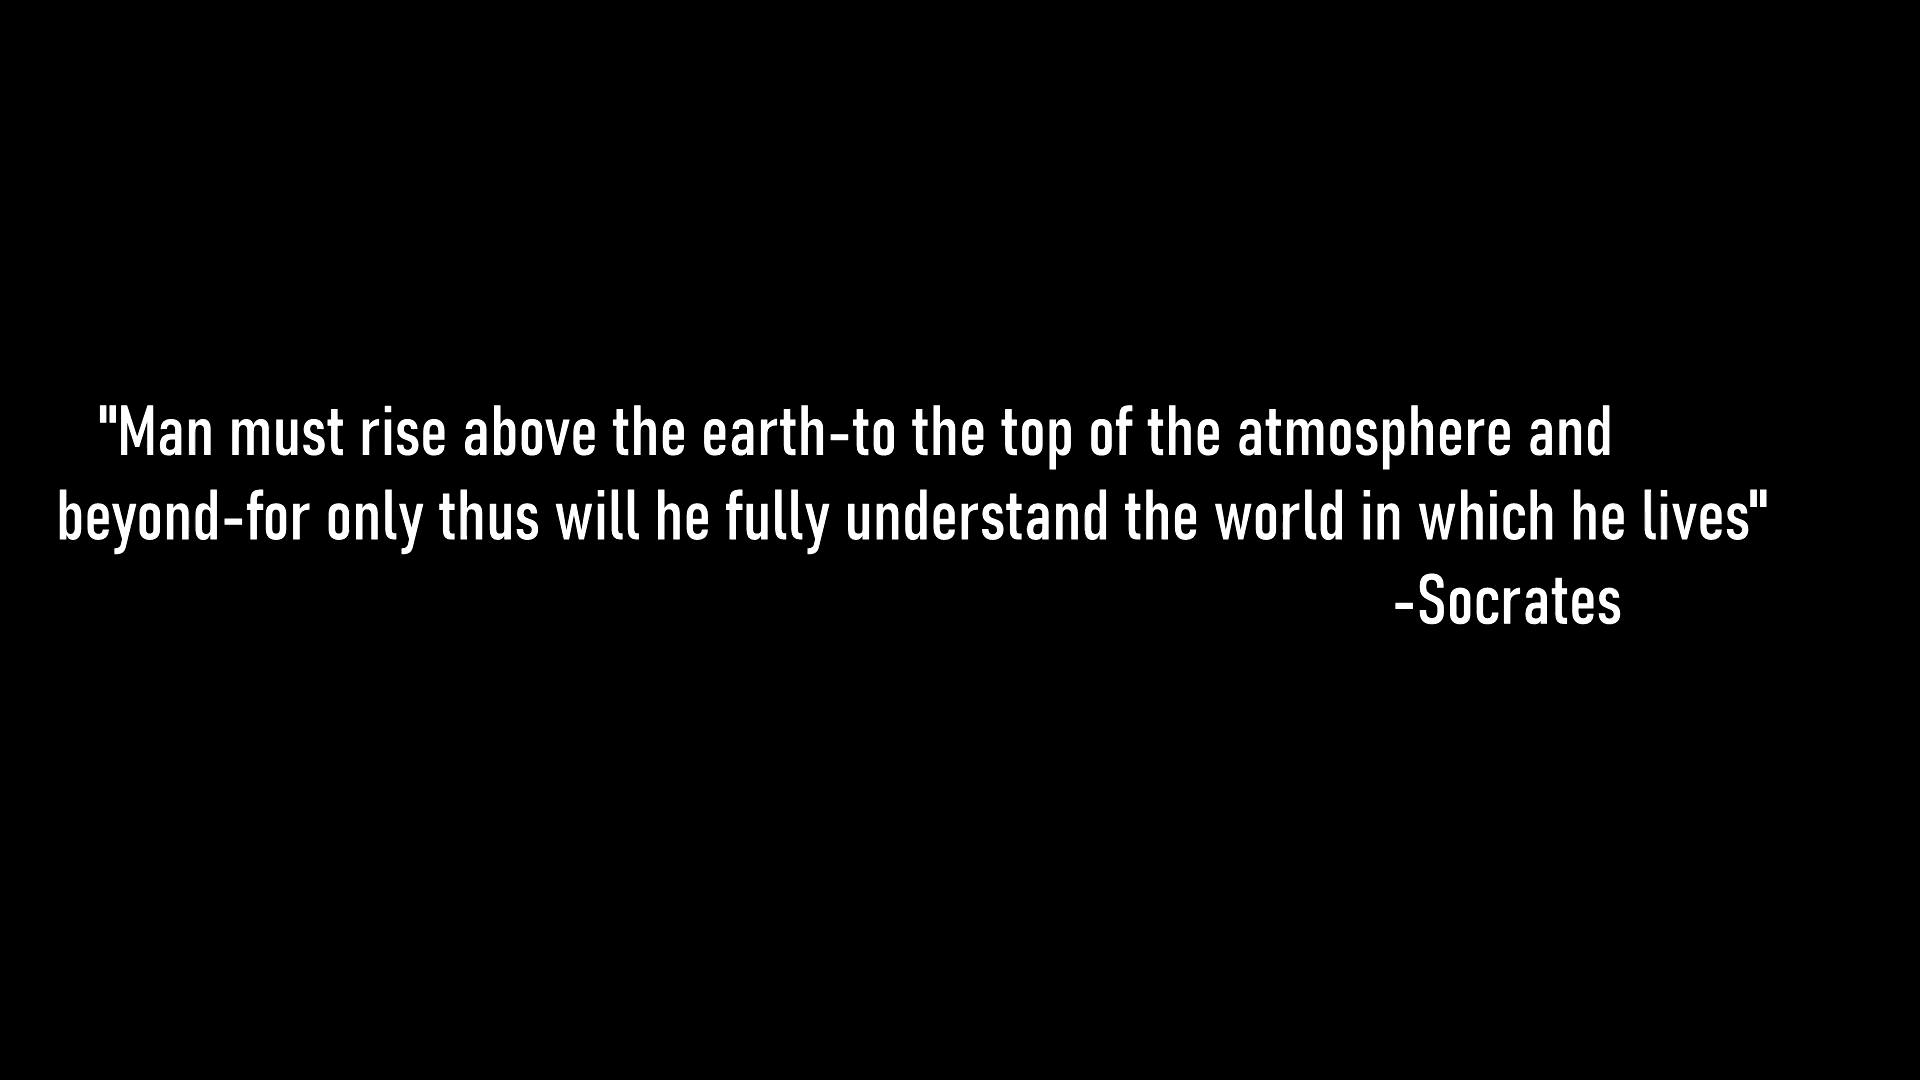 "Man must rise above the earth-to the top of the atmosphere and
beyond-for only thus will he fully understand the world in which he lives"
-Socrates